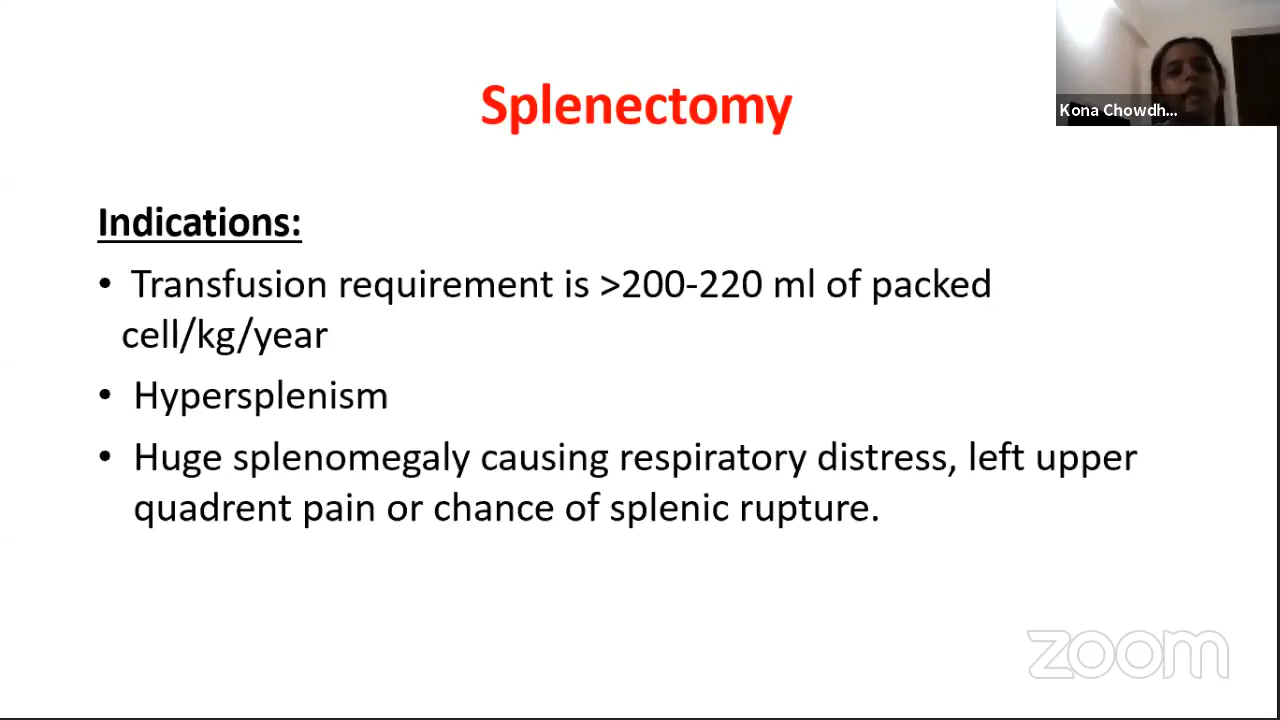 Splenectomy
Kona Chowdh...
Indications:
• Transfusion requirement is >200-220 ml of packed
cell/kg/year
• Hypersplenism
• Huge splenomegaly causing respiratory distress, left upper
quadrent pain or chance of splenic rupture.
zoom